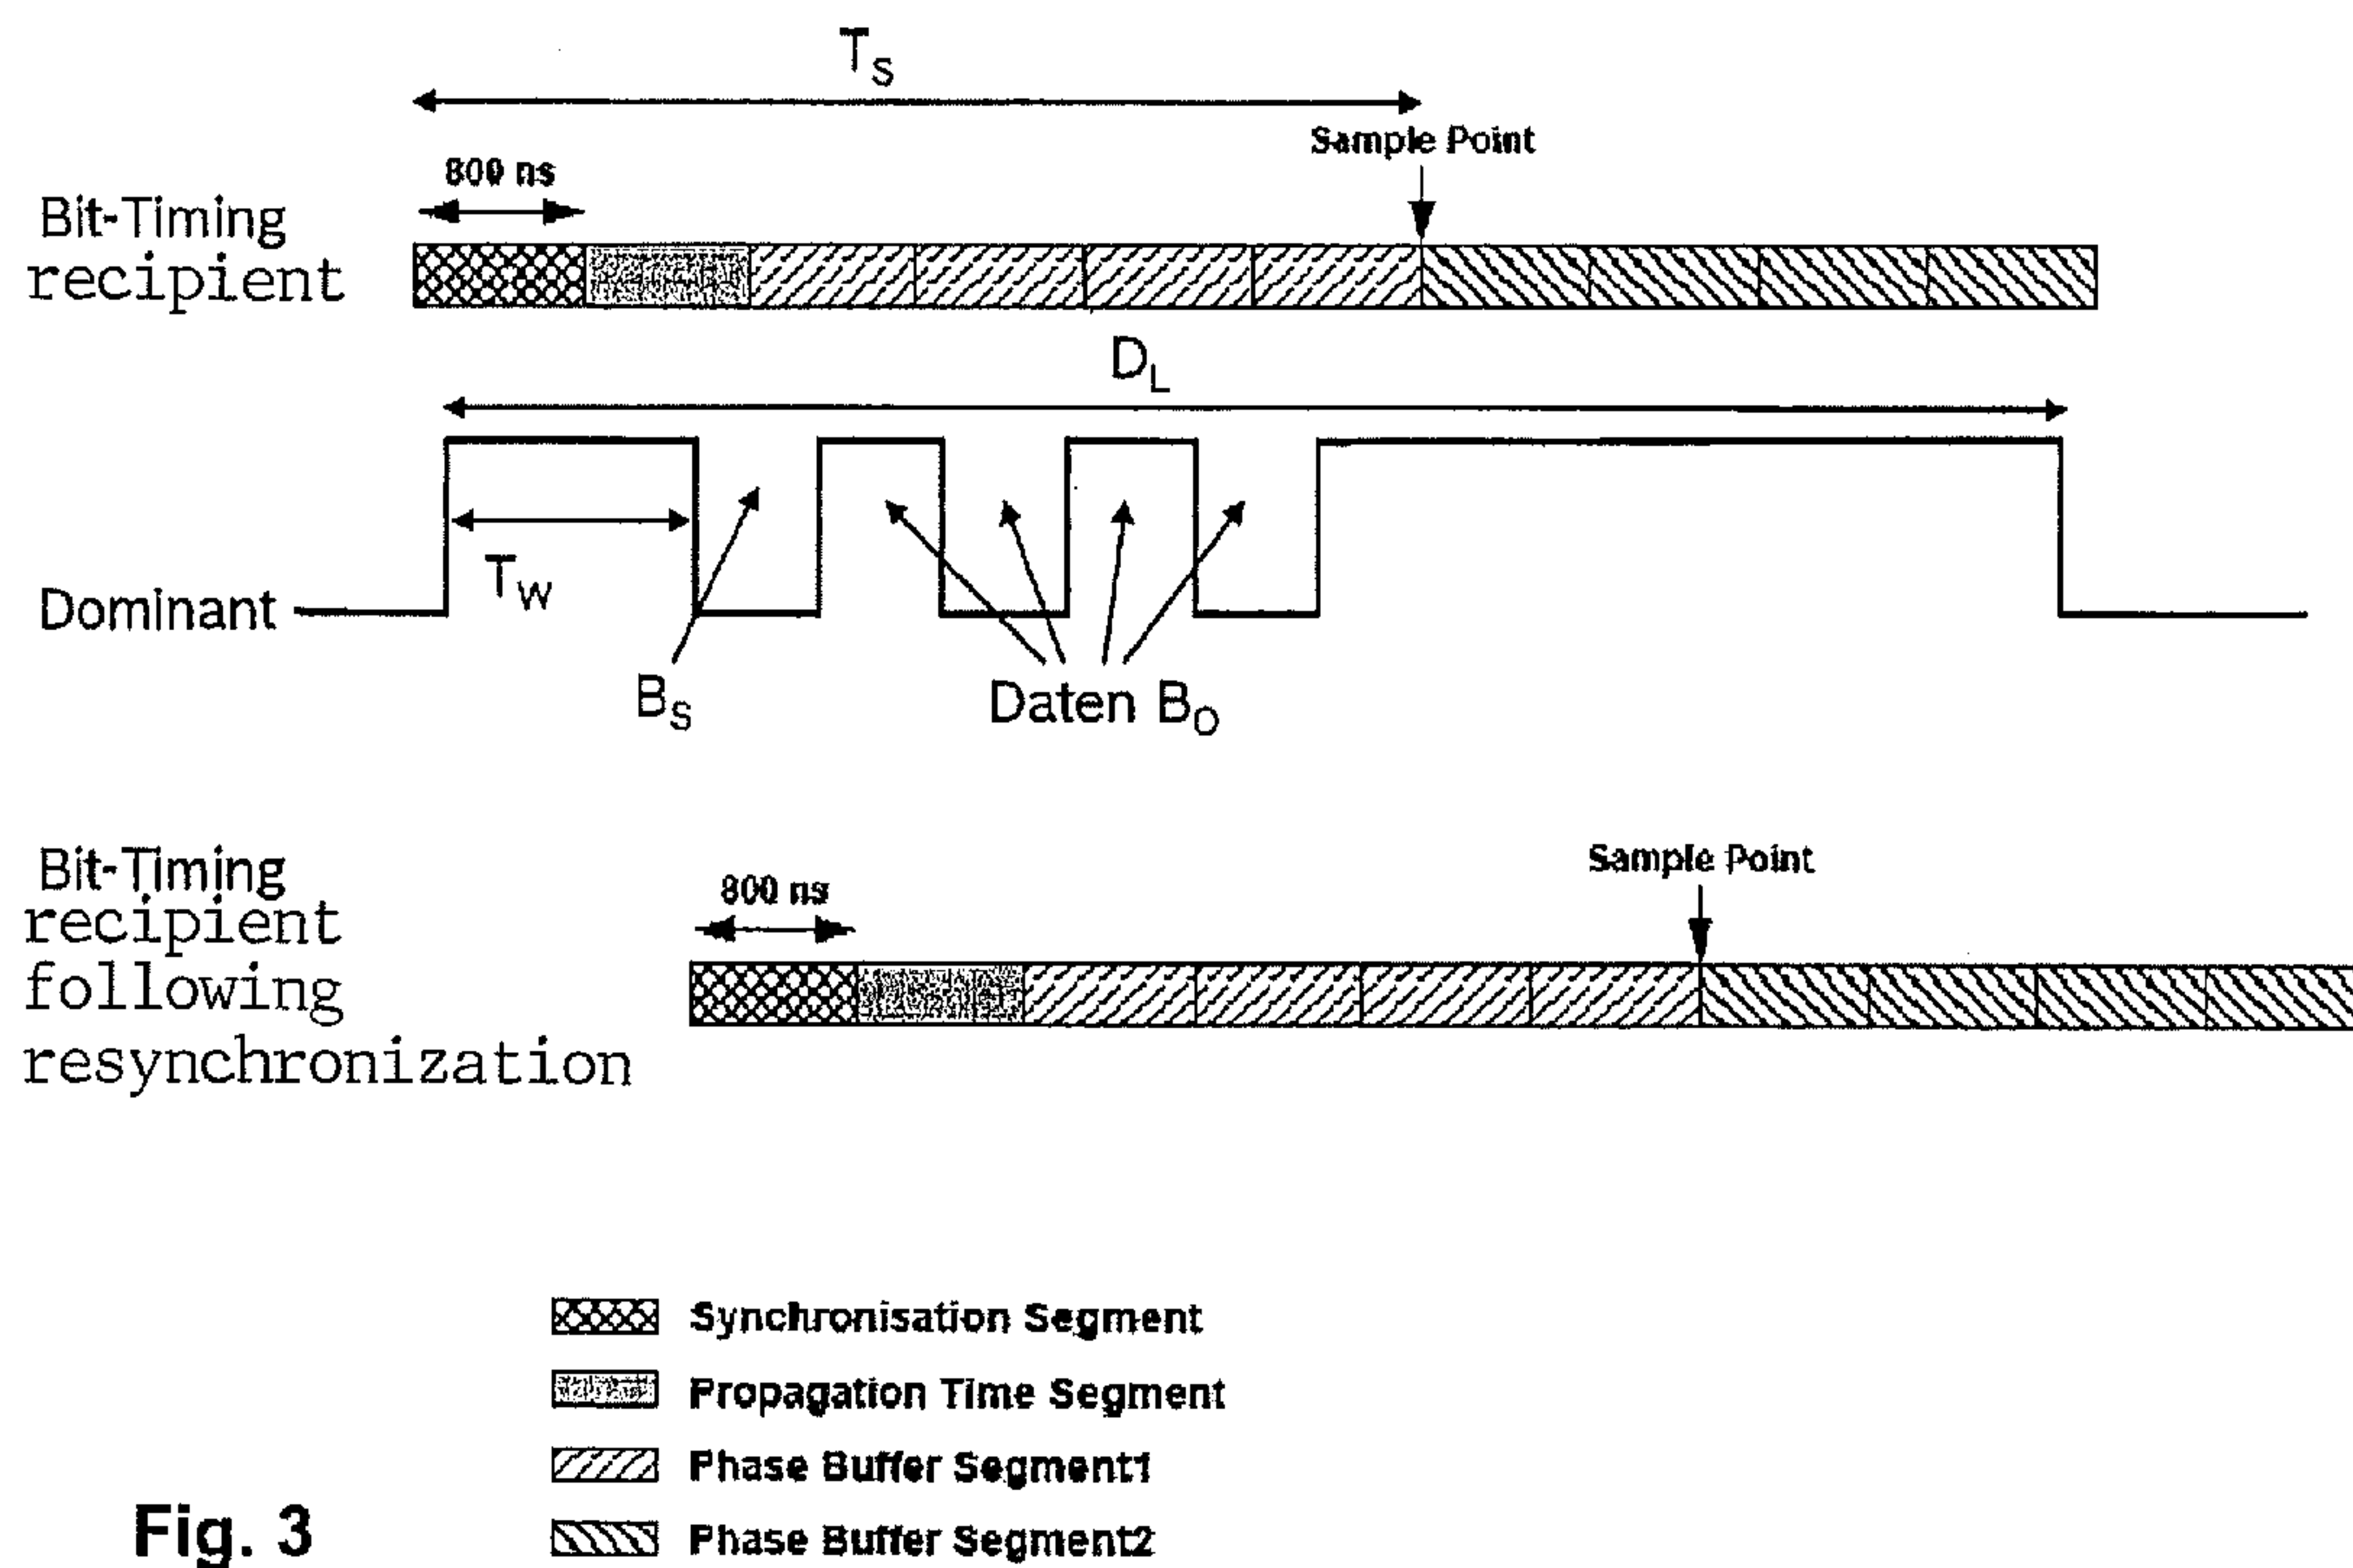 T_S
Sample Point
800 ns
Bit-Timing
recipient
D_L
T_W
Dominant
B_S
Daten B_O
Sample Point
Bit-Timing
800 ns
recipient
following
resynchronization
Synchronisation Segment
Propagation Time Segment
Phase Buffer Segment1
Phase Buffer Segment2
Fig. 3